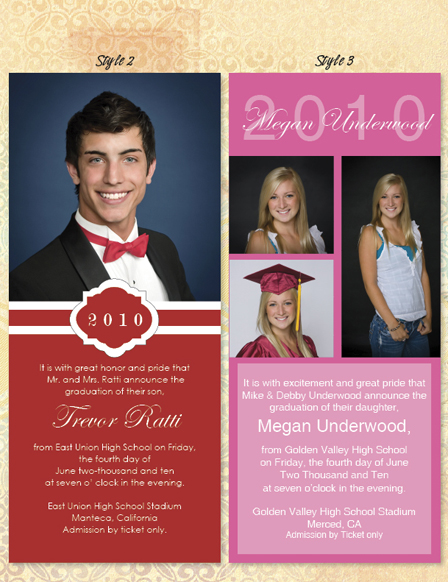 Style 2
2 0 1 0
It is with great honor and pride that
Mr. and Mrs. Ratti announce the
graduation of their son,
Trevor Ratti
from East Union High School on Friday,
the fourth day of
June two-thousand and ten
at seven o' clock in the evening.
East Union High School Stadium
Manteca, California
Admission by ticket only.
Style 3
2010
Megan Underwood
It is with excitement and great pride that
Mike & Debby Underwood announce the
graduation of their daughter,
Megan Underwood,
from Golden Valley High School
on Friday, the fourth day of June
Two Thousand and Ten
at seven o'clock in the evening.
Golden Valley High School Stadium
Merced, CA
Admission by Ticket only